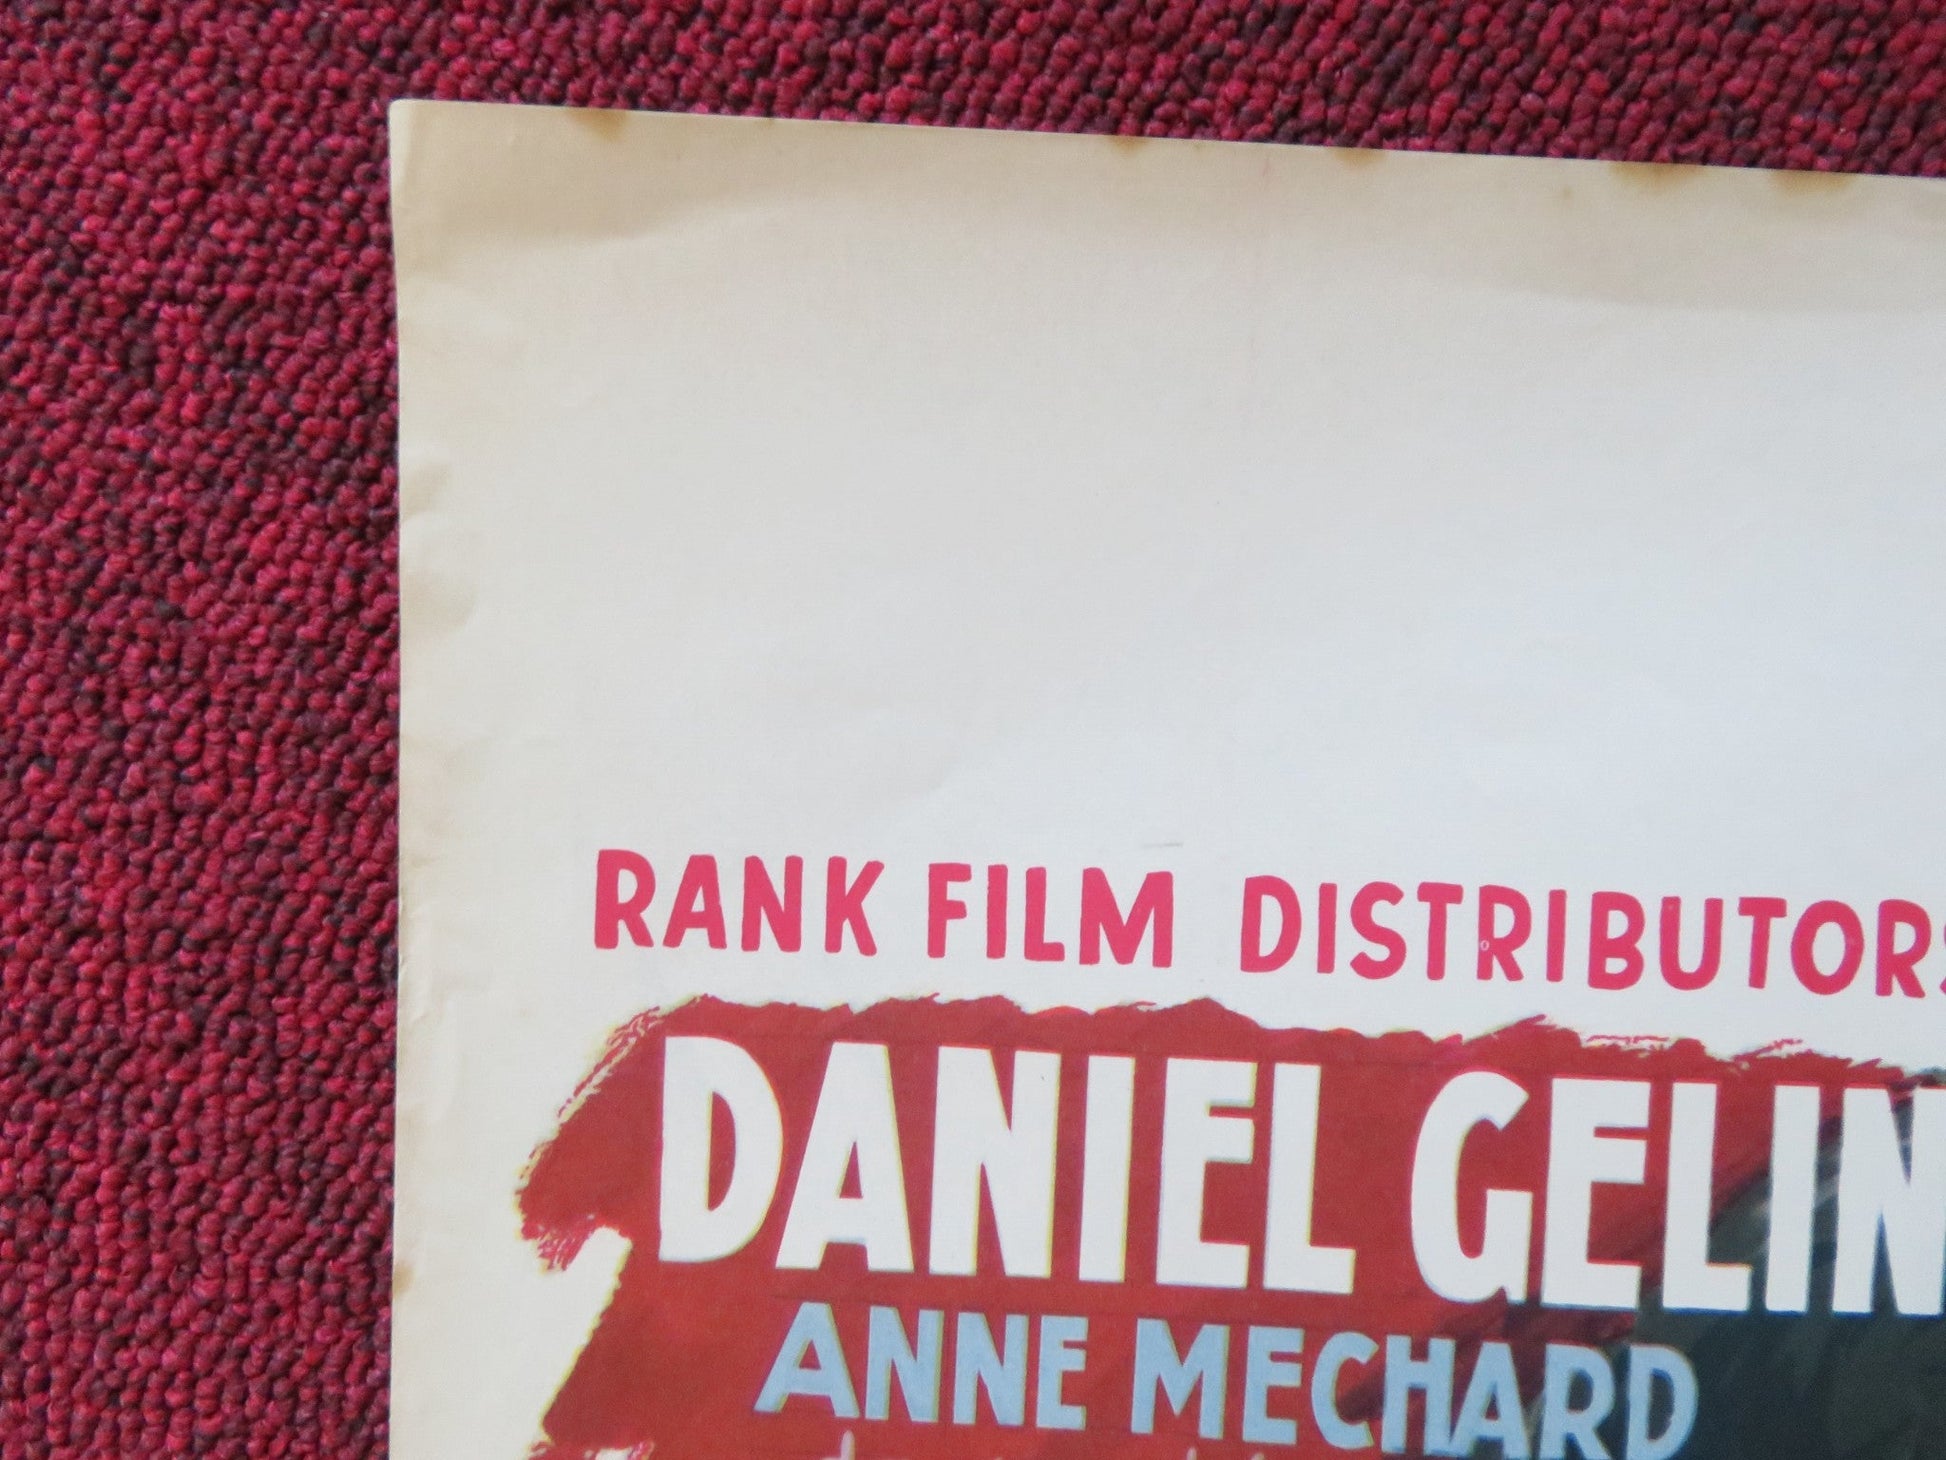 RANK FILM DISTRIBUTORS
DANIEL GELIN
ANNE MECHARD